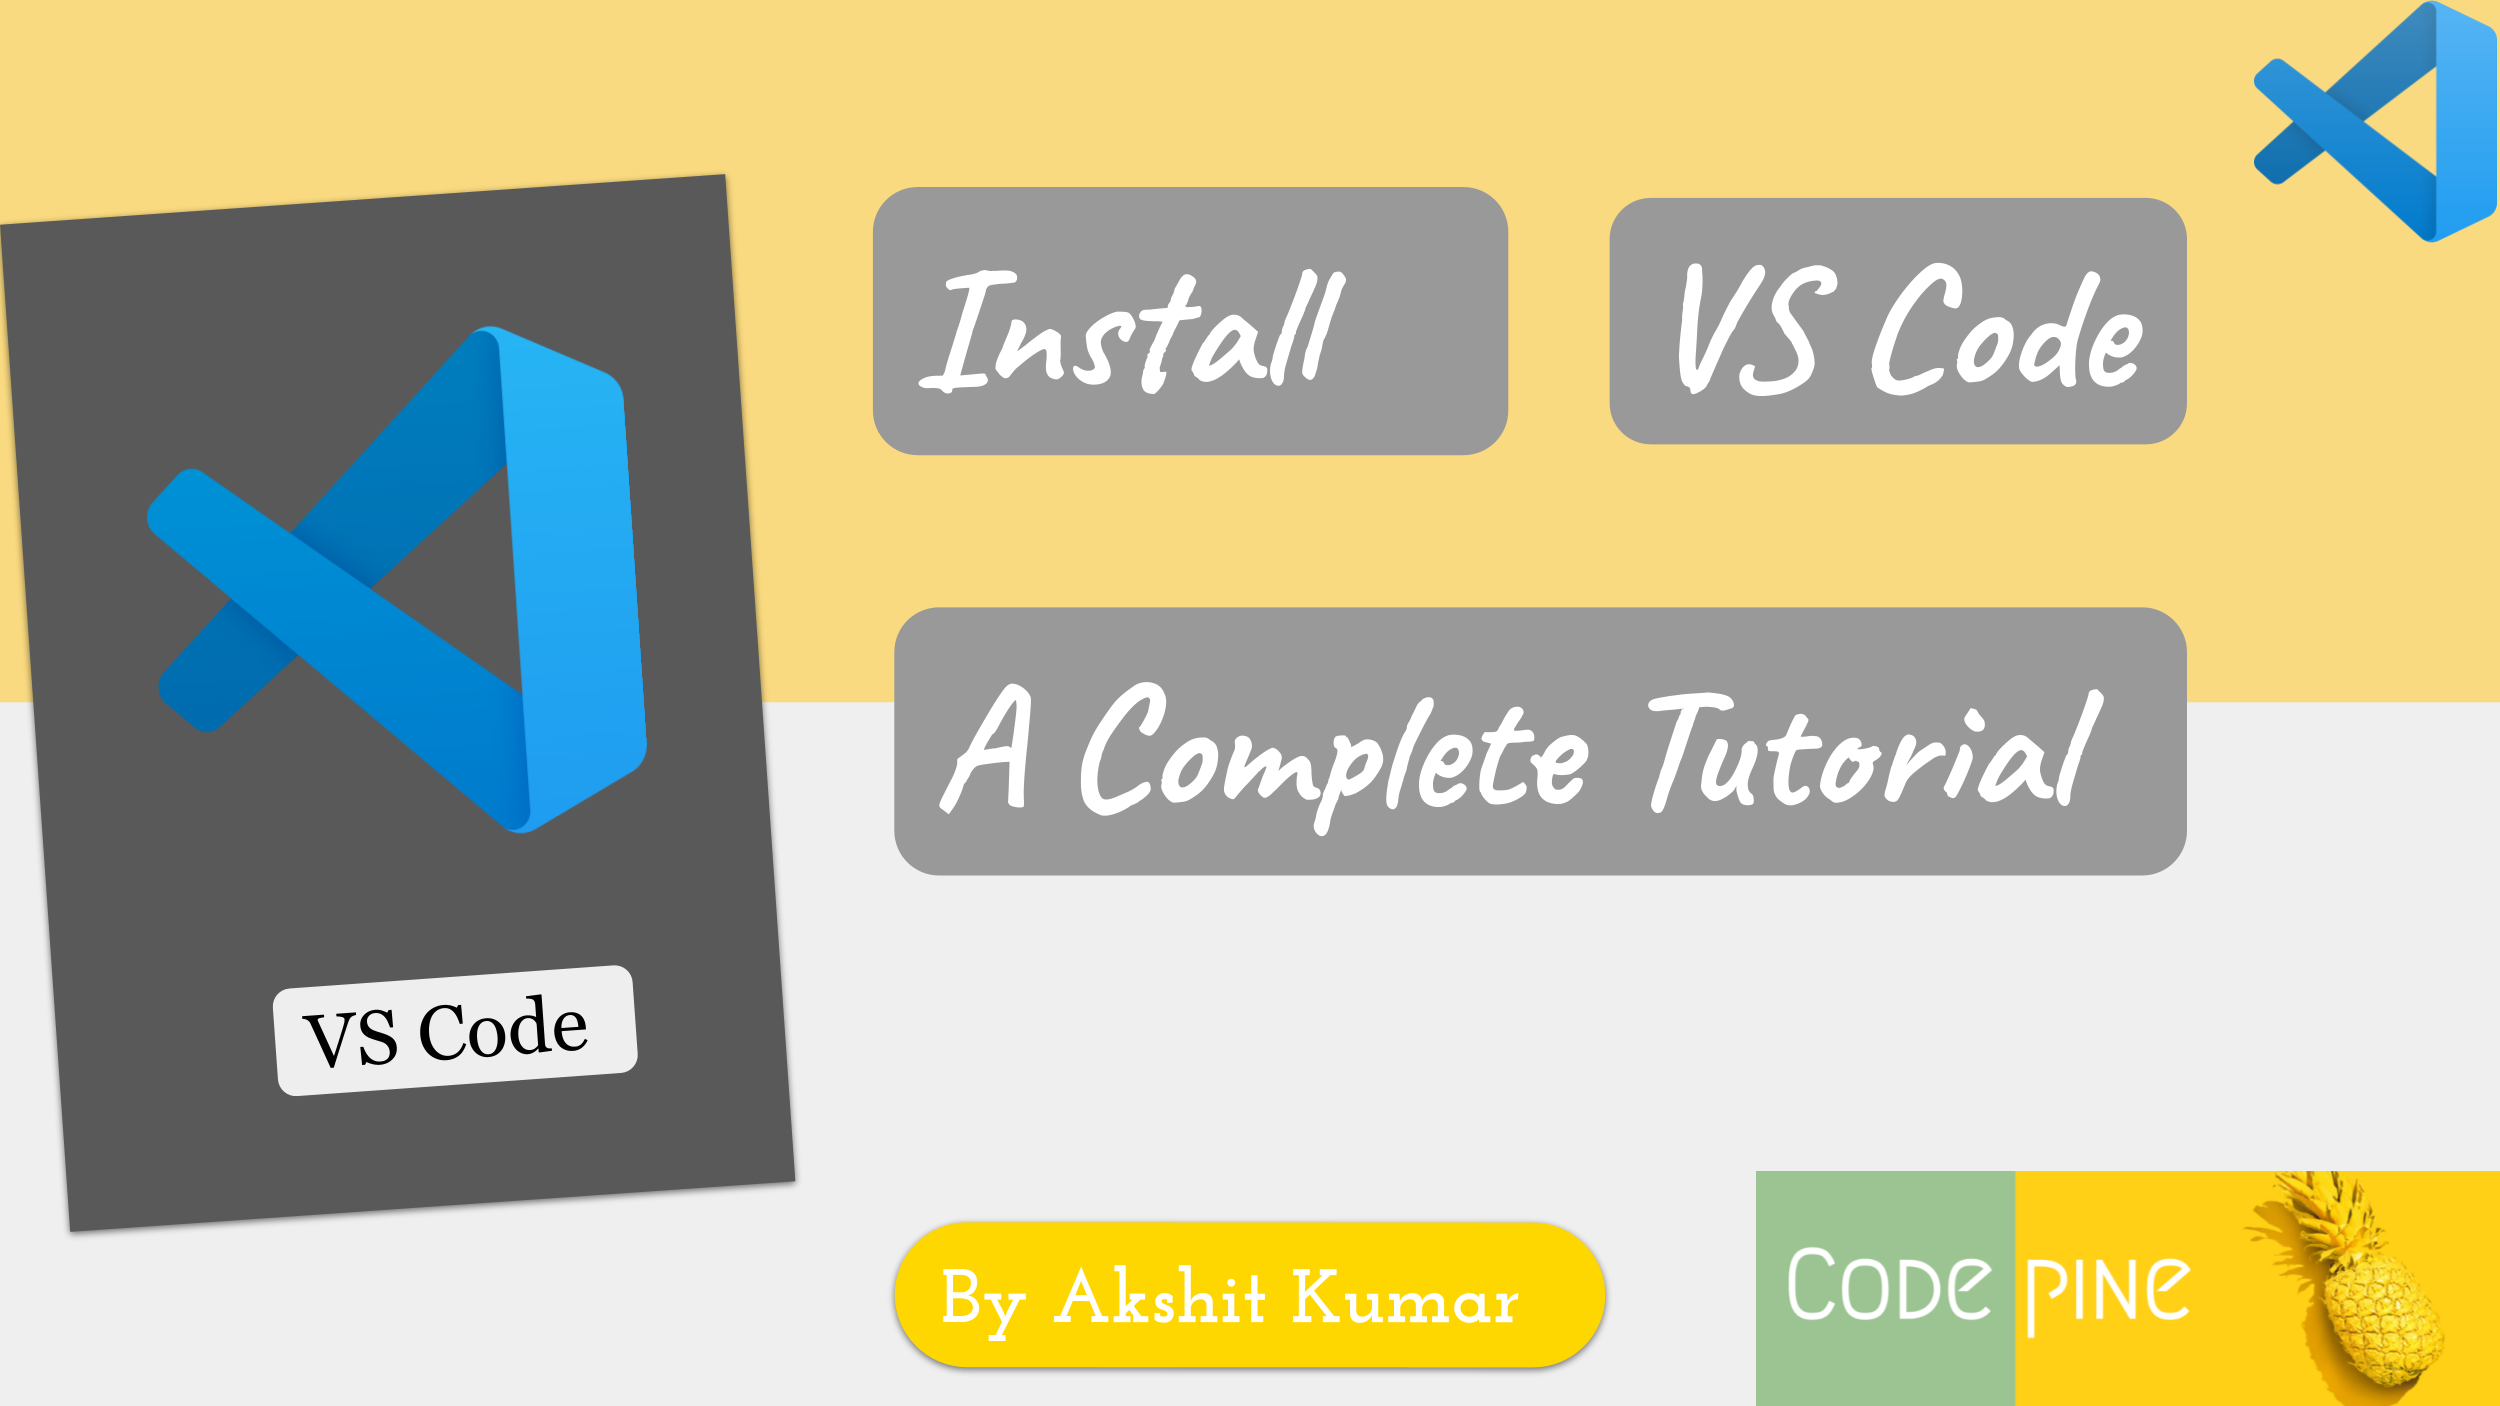 Install
VS Code
A Complete Tutorial
VS Code
By Akshit Kumar
CODe PINe